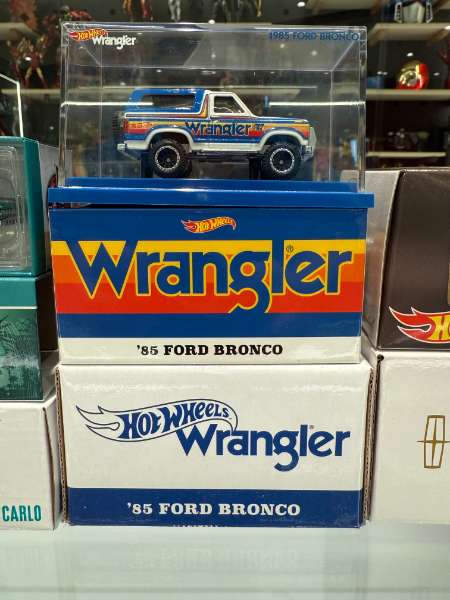 Hot Wheels
Wrangler
1985 FORD BRONCO
Wrangler
Hot Wheels
Wrangler®
'85 FORD BRONCO
Hot Wheels
Wrangler®
'85 FORD BRONCO
CARLO